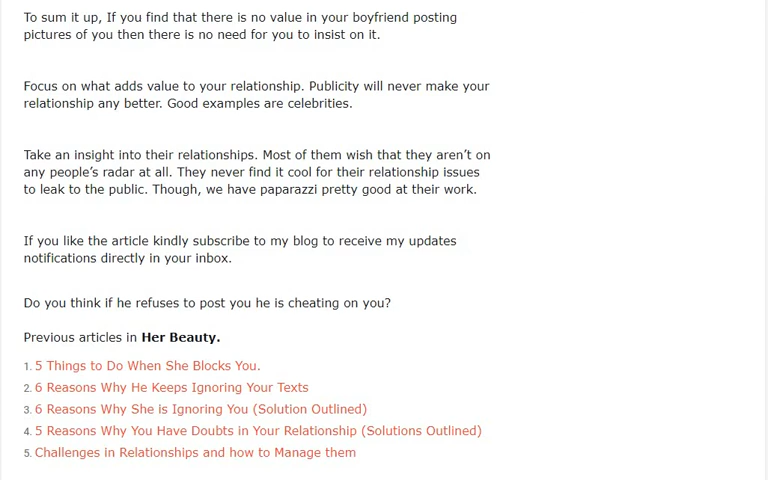 To sum it up, If you find that there is no value in your boyfriend posting
pictures of you then there is no need for you to insist on it.
Focus on what adds value to your relationship. Publicity will never make your
relationship any better. Good examples are celebrities.
Take an insight into their relationships. Most of them wish that they aren’t on
any people’s radar at all. They never find it cool for their relationship issues
to leak to the public. Though, we have paparazzi pretty good at their work.
If you like the article kindly subscribe to my blog to receive my updates
notifications directly in your inbox.
Do you think if he refuses to post you he is cheating on you?
Previous articles in Her Beauty.
1. 5 Things to Do When She Blocks You.
2. 6 Reasons Why He Keeps Ignoring Your Texts
3. 6 Reasons Why She is Ignoring You (Solution Outlined)
4. 5 Reasons Why You Have Doubts in Your Relationship (Solutions Outlined)
5. Challenges in Relationships and how to Manage them